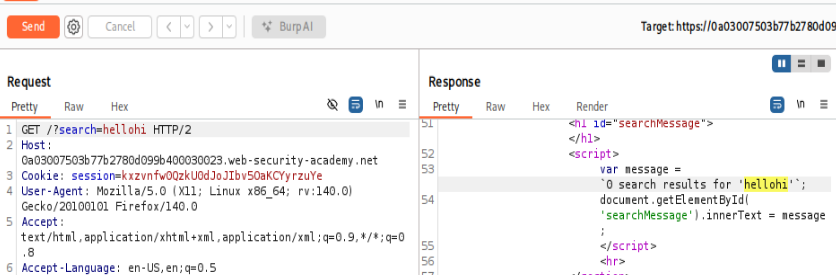 Send Cancel < > Burp AI Target: https://0a03007503b77b2780d09
Request
Pretty Raw Hex \n
1 GET /?search=hellohi HTTP/2
2 Host:
0a03007503b77b2780d099b400030023.web-security-academy.net
3 Cookie: session=kxzvnfwOQzkUOdJoJIbv5OaKCYyrzuYe
4 User-Agent: Mozilla/5.0 (X11; Linux x86_64; rv:140.0)
Gecko/20100101 Firefox/140.0
5 Accept:
text/html,application/xhtml+xml,application/xml;q=0.9,*/*;q=0
.8
6 Accept-Language: en-US,en;q=0.5
Response
Pretty Raw Hex Render \n
51 <h1 id="searchMessage">
</h1>
52 <script>
53 var message =
`0 search results for 'hellohi'`;
54 document.getElementById(
'searchMessage').innerText = message
;
55 </script>
56 <hr>
57 </section>